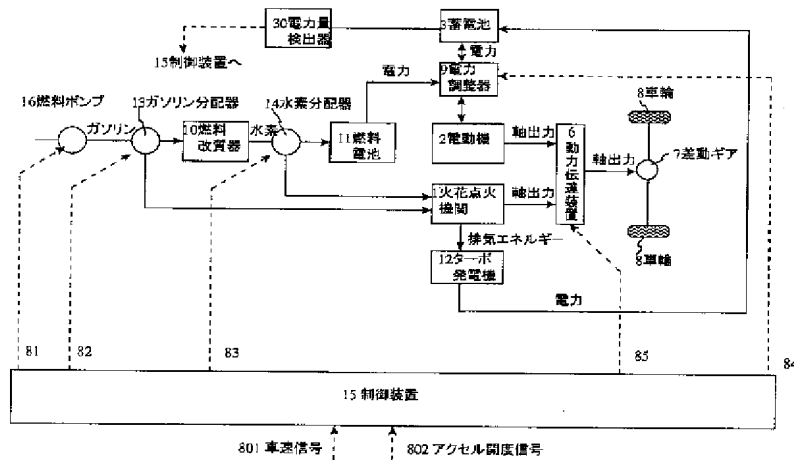 30電力量
検出器
3蓄電池
電力
15制御装置へ
電力
9電力
調整器
16燃料ポンプ
13ガソリン分配器
14水素分配器
ガソリン
10燃料
改質器
水素
11燃料
電池
2電動機
軸出力
6
動力伝達装置
軸出力
8車輪
7差動ギア
1火花点火
機関
軸出力
8車輪
排気エネルギー
12ターボ
発電機
電力
81
82
83
85
84
15制御装置
801車速信号
802アクセル開度信号